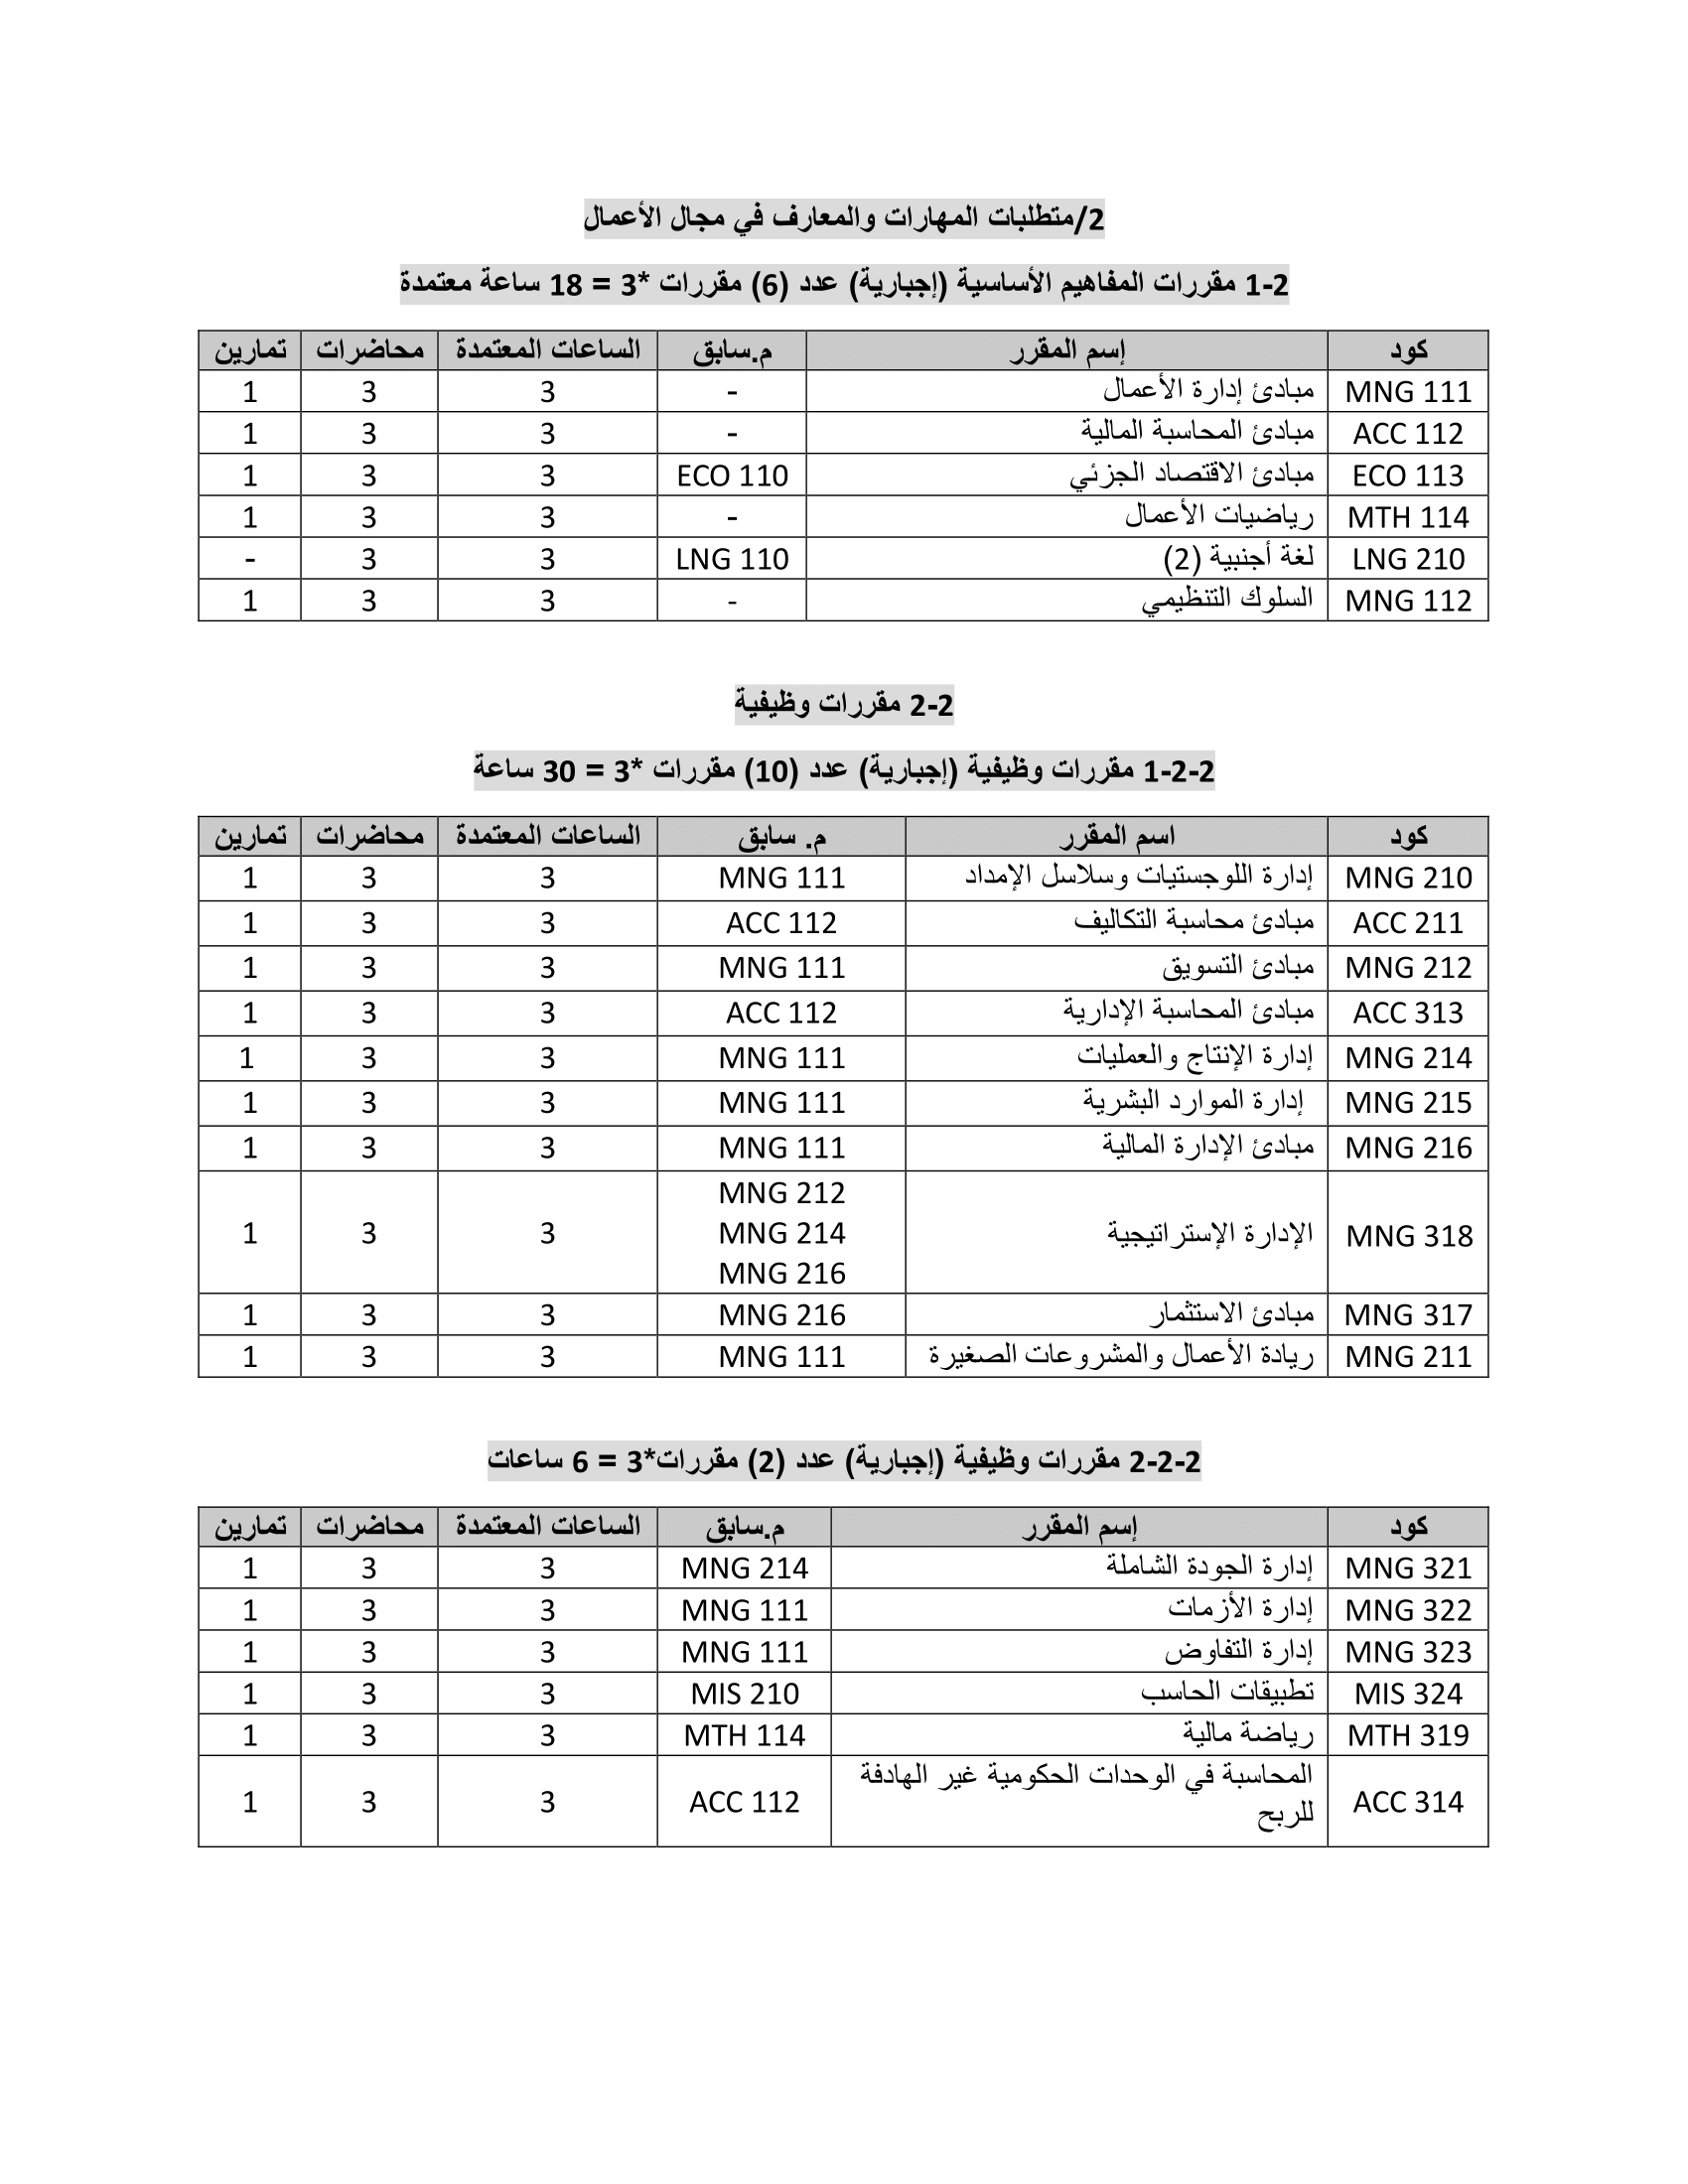 2/متطلبات المهارات والمعارف في مجال الأعمال
1-2 مقررات المفاهيم الأساسية (إجبارية) عدد (6) مقررات *3 = 18 ساعة معتمدة
كود إسم المقرر م.سابق الساعات المعتمدة محاضرات تمارين
MNG 111 مبادئ إدارة الأعمال - 3 3 1
ACC 112 مبادئ المحاسبة المالية - 3 3 1
ECO 113 مبادئ الاقتصاد الجزئي ECO 110 3 3 1
MTH 114 رياضيات الأعمال - 3 3 1
LNG 210 لغة أجنبية (2) LNG 110 3 3 -
MNG 112 السلوك التنظيمي - 3 3 1
2-2 مقررات وظيفية
1-2-2 مقررات وظيفية (إجبارية) عدد (10) مقررات *3 = 30 ساعة
كود اسم المقرر م. سابق الساعات المعتمدة محاضرات تمارين
MNG 210 إدارة اللوجستيات وسلاسل الإمداد MNG 111 3 3 1
ACC 211 مبادئ محاسبة التكاليف ACC 112 3 3 1
MNG 212 مبادئ التسويق MNG 111 3 3 1
ACC 313 مبادئ المحاسبة الإدارية ACC 112 3 3 1
MNG 214 إدارة الإنتاج والعمليات MNG 111 3 3 1
MNG 215 إدارة الموارد البشرية MNG 111 3 3 1
MNG 216 مبادئ الإدارة المالية MNG 111 3 3 1
MNG 212
MNG 318 الإدارة الإستراتيجية MNG 214 3 3 1
MNG 216
MNG 317 مبادئ الاستثمار MNG 216 3 3 1
MNG 211 ريادة الأعمال والمشروعات الصغيرة MNG 111 3 3 1
2-2-2 مقررات وظيفية (إجبارية) عدد (2) مقررات*3 = 6 ساعات
كود إسم المقرر م.سابق الساعات المعتمدة محاضرات تمارين
MNG 321 إدارة الجودة الشاملة MNG 214 3 3 1
MNG 322 إدارة الأزمات MNG 111 3 3 1
MNG 323 إدارة التفاوض MNG 111 3 3 1
MIS 324 تطبيقات الحاسب MIS 210 3 3 1
MTH 319 رياضة مالية MTH 114 3 3 1
ACC 314 المحاسبة في الوحدات الحكومية غير الهادفة ACC 112 3 3 1
للربح